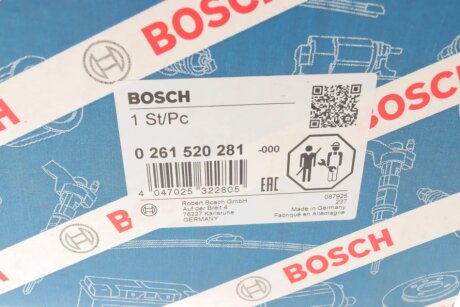 BOSCH
BOSCH
BOSCH
1 St/Pc
0 261 520 281 -000
4 047025 322805
EAC
087925
237
Robert Bosch GmbH
Auf der Breit 4
76227 Karlsruhe
GERMANY
Made in Germany
Fabriqué en Allemagne
BOSCH
BOSCH